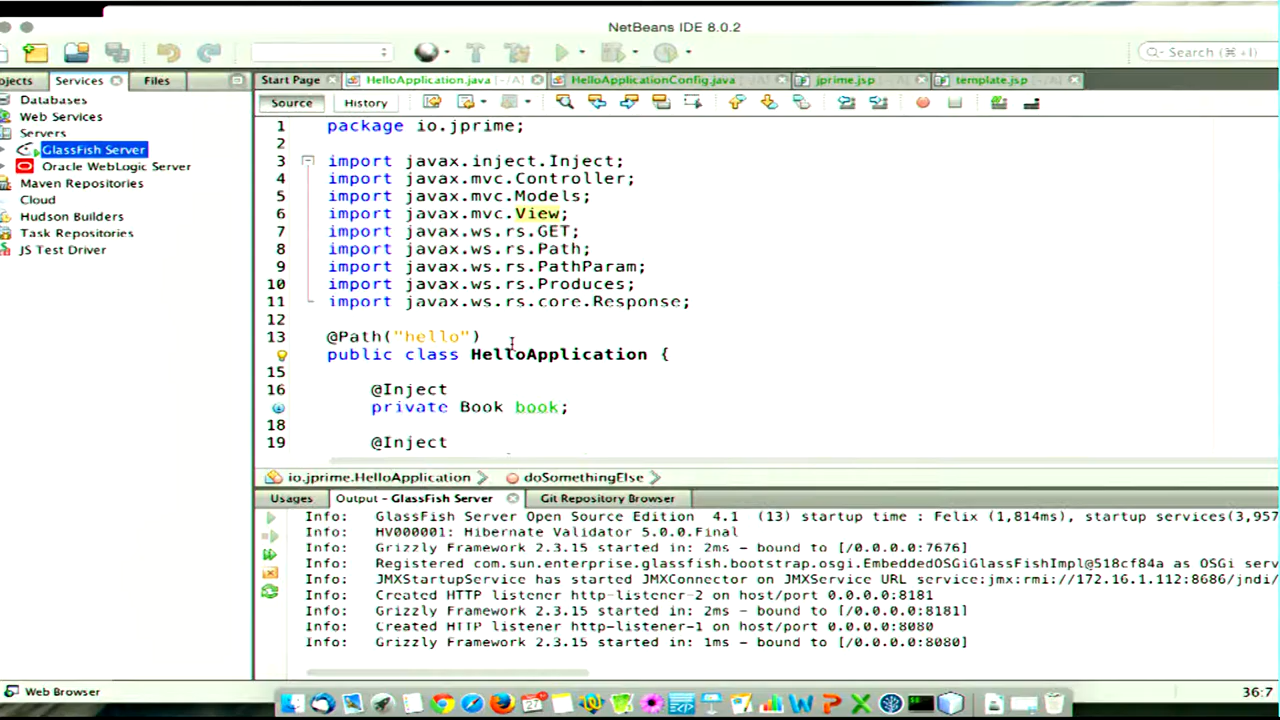 NetBeans IDE 8.0.2
Search (⌘+I)
ojects Services Files
Start Page HelloApplication.java [-/A] HelloApplicationConfig.java [-/A] jprime.jsp [-/A] template.jsp [-/A]
Source History
Databases
Web Services
Servers
GlassFish Server
Oracle WebLogic Server
Maven Repositories
Cloud
Hudson Builders
Task Repositories
JS Test Driver
1 package io.jprime;
2
3 import javax.inject.Inject;
4 import javax.mvc.Controller;
5 import javax.mvc.Models;
6 import javax.mvc.View;
7 import javax.ws.rs.GET;
8 import javax.ws.rs.Path;
9 import javax.ws.rs.PathParam;
10 import javax.ws.rs.Produces;
11 import javax.ws.rs.core.Response;
12
13 @Path("hello")
public class HelloApplication {
15
16 @Inject
private Book book;
18
19 @Inject
io.jprime.HelloApplication doSomethingElse
Usages Output - GlassFish Server Git Repository Browser
Info: GlassFish Server Open Source Edition 4.1 (13) startup time : Felix (1,814ms), startup services(3,957
Info: HV000001: Hibernate Validator 5.0.0.Final
Info: Grizzly Framework 2.3.15 started in: 2ms - bound to [/0.0.0.0:7676]
Info: Registered com.sun.enterprise.glassfish.bootstrap.osgi.EmbeddedOSGiGlassFishImpl@518cf84a as OSGi serv
Info: JMXStartupService has started JMXConnector on JMXService URL service:jmx:rmi://172.16.1.112:8686/jndi/
Info: Created HTTP listener http-listener-2 on host/port 0.0.0.0:8181
Info: Grizzly Framework 2.3.15 started in: 2ms - bound to [/0.0.0.0:8181]
Info: Created HTTP listener http-listener-1 on host/port 0.0.0.0:8080
Info: Grizzly Framework 2.3.15 started in: 1ms - bound to [/0.0.0.0:8080]
Web Browser
36:7